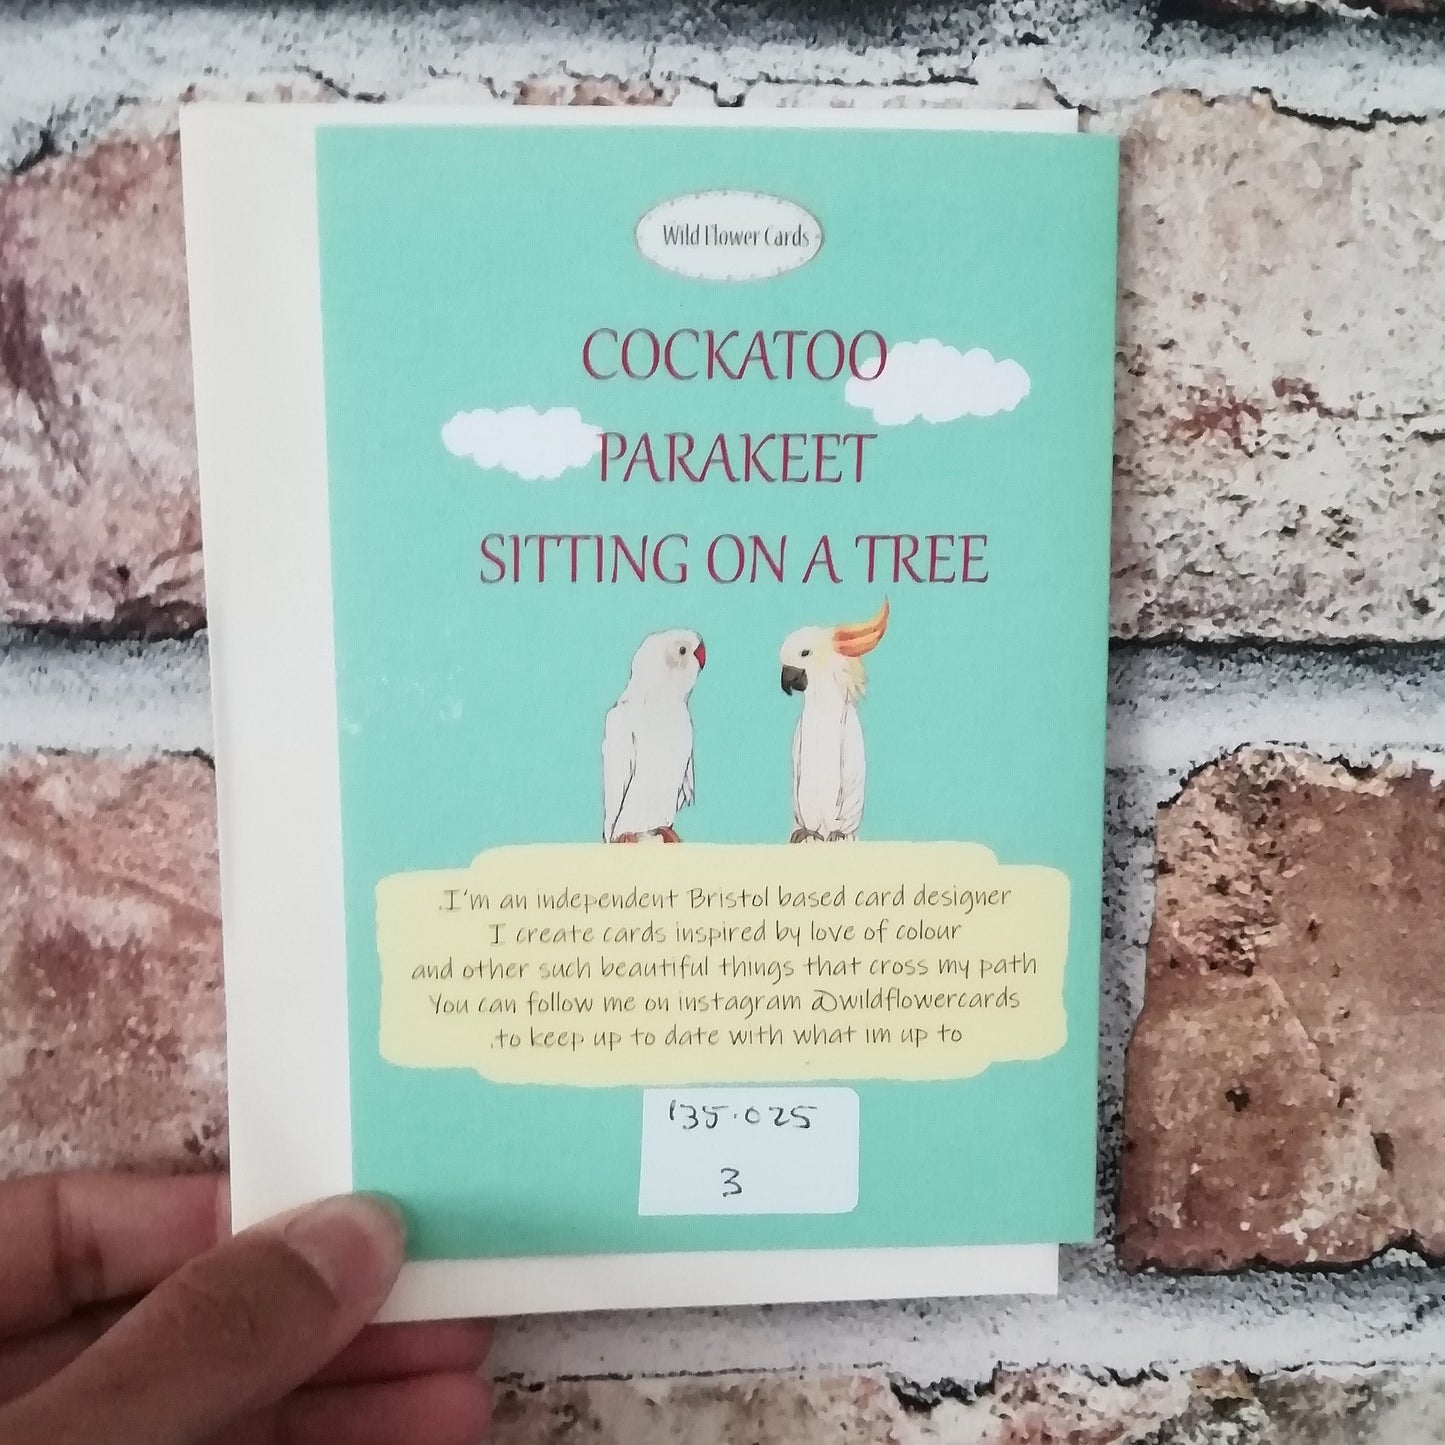 Wild Flower Cards
COCKATOO
PARAKEET
SITTING ON A TREE
.I'm an independent Bristol based card designer
I create cards inspired by love of colour
and other such beautiful things that cross my path
You can follow me on instagram @wildflowercards
.to keep up to date with what im up to
135.025
3